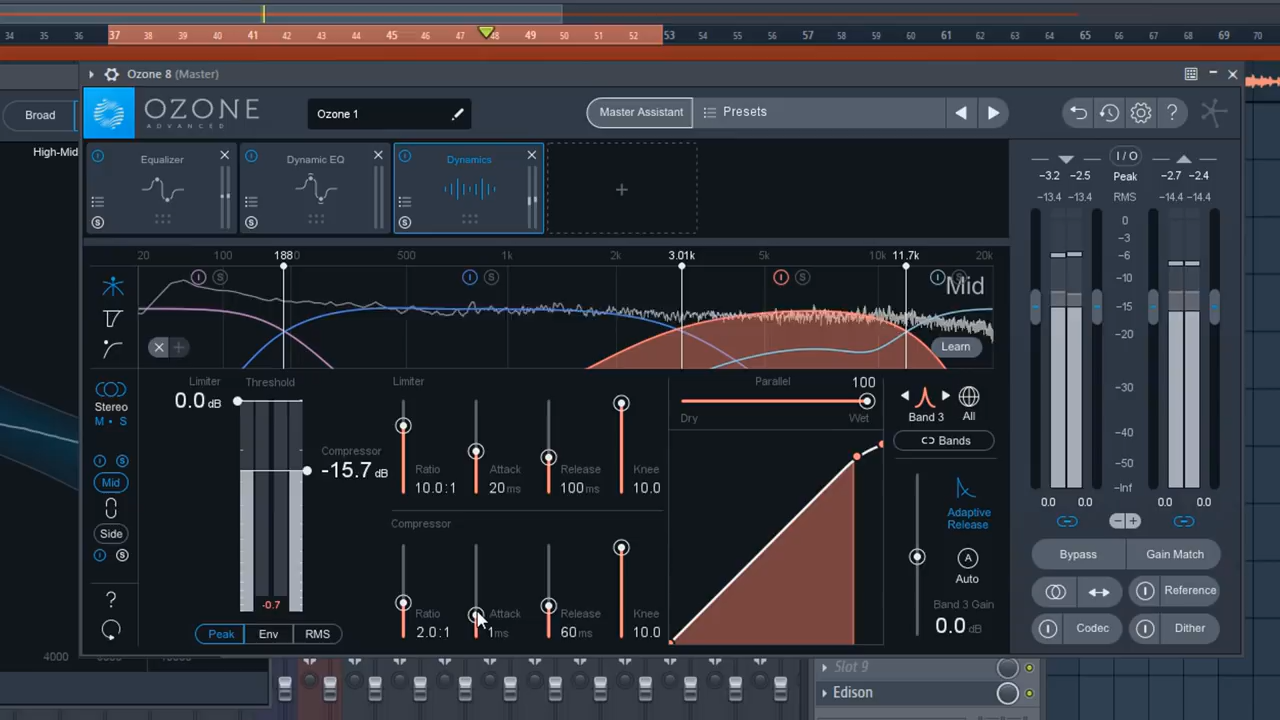 34 35 36 37 38 39 40 41 42 43 44 45 46 47 48 49 50 51 52 53 54 55 56 57 58 59 60 61 62 63 64 65 66 67 68 69 70
Ozone 8 (Master)
Broad
OZONE
ADVANCED
Ozone 1
Master Assistant
Presets
?
High-Mid
Equalizer
Dynamic EQ
Dynamics
+
I/O
-3.2 -2.5 Peak -2.7 -2.4
-13.4 -13.4 RMS -14.4 -14.4
20 100 188 500 1k 2k 3.01k 5k 10k 11.7k 20k
I S I S I S I
Mid
Learn
0
-3
-6
-10
-15
-20
-30
-40
-50
-Inf
0.0 0.0 0.0 0.0
Stereo
M • S
Mid
Side
?
Limiter
0.0 dB
Threshold
Compressor
-15.7 dB
-0.7
Peak Env RMS
Limiter
Ratio Attack Release Knee
10.0:1 20 ms 100 ms 10.0
Compressor
Ratio Attack Release Knee
2.0:1 1ms 60 ms 10.0
Parallel 100
Dry Wet
Band 3 All
Bands
Adaptive
Release
A
Auto
Band 3 Gain
0.0 dB
Bypass Gain Match
Reference
Codec Dither
4000
Slot 9
Edison